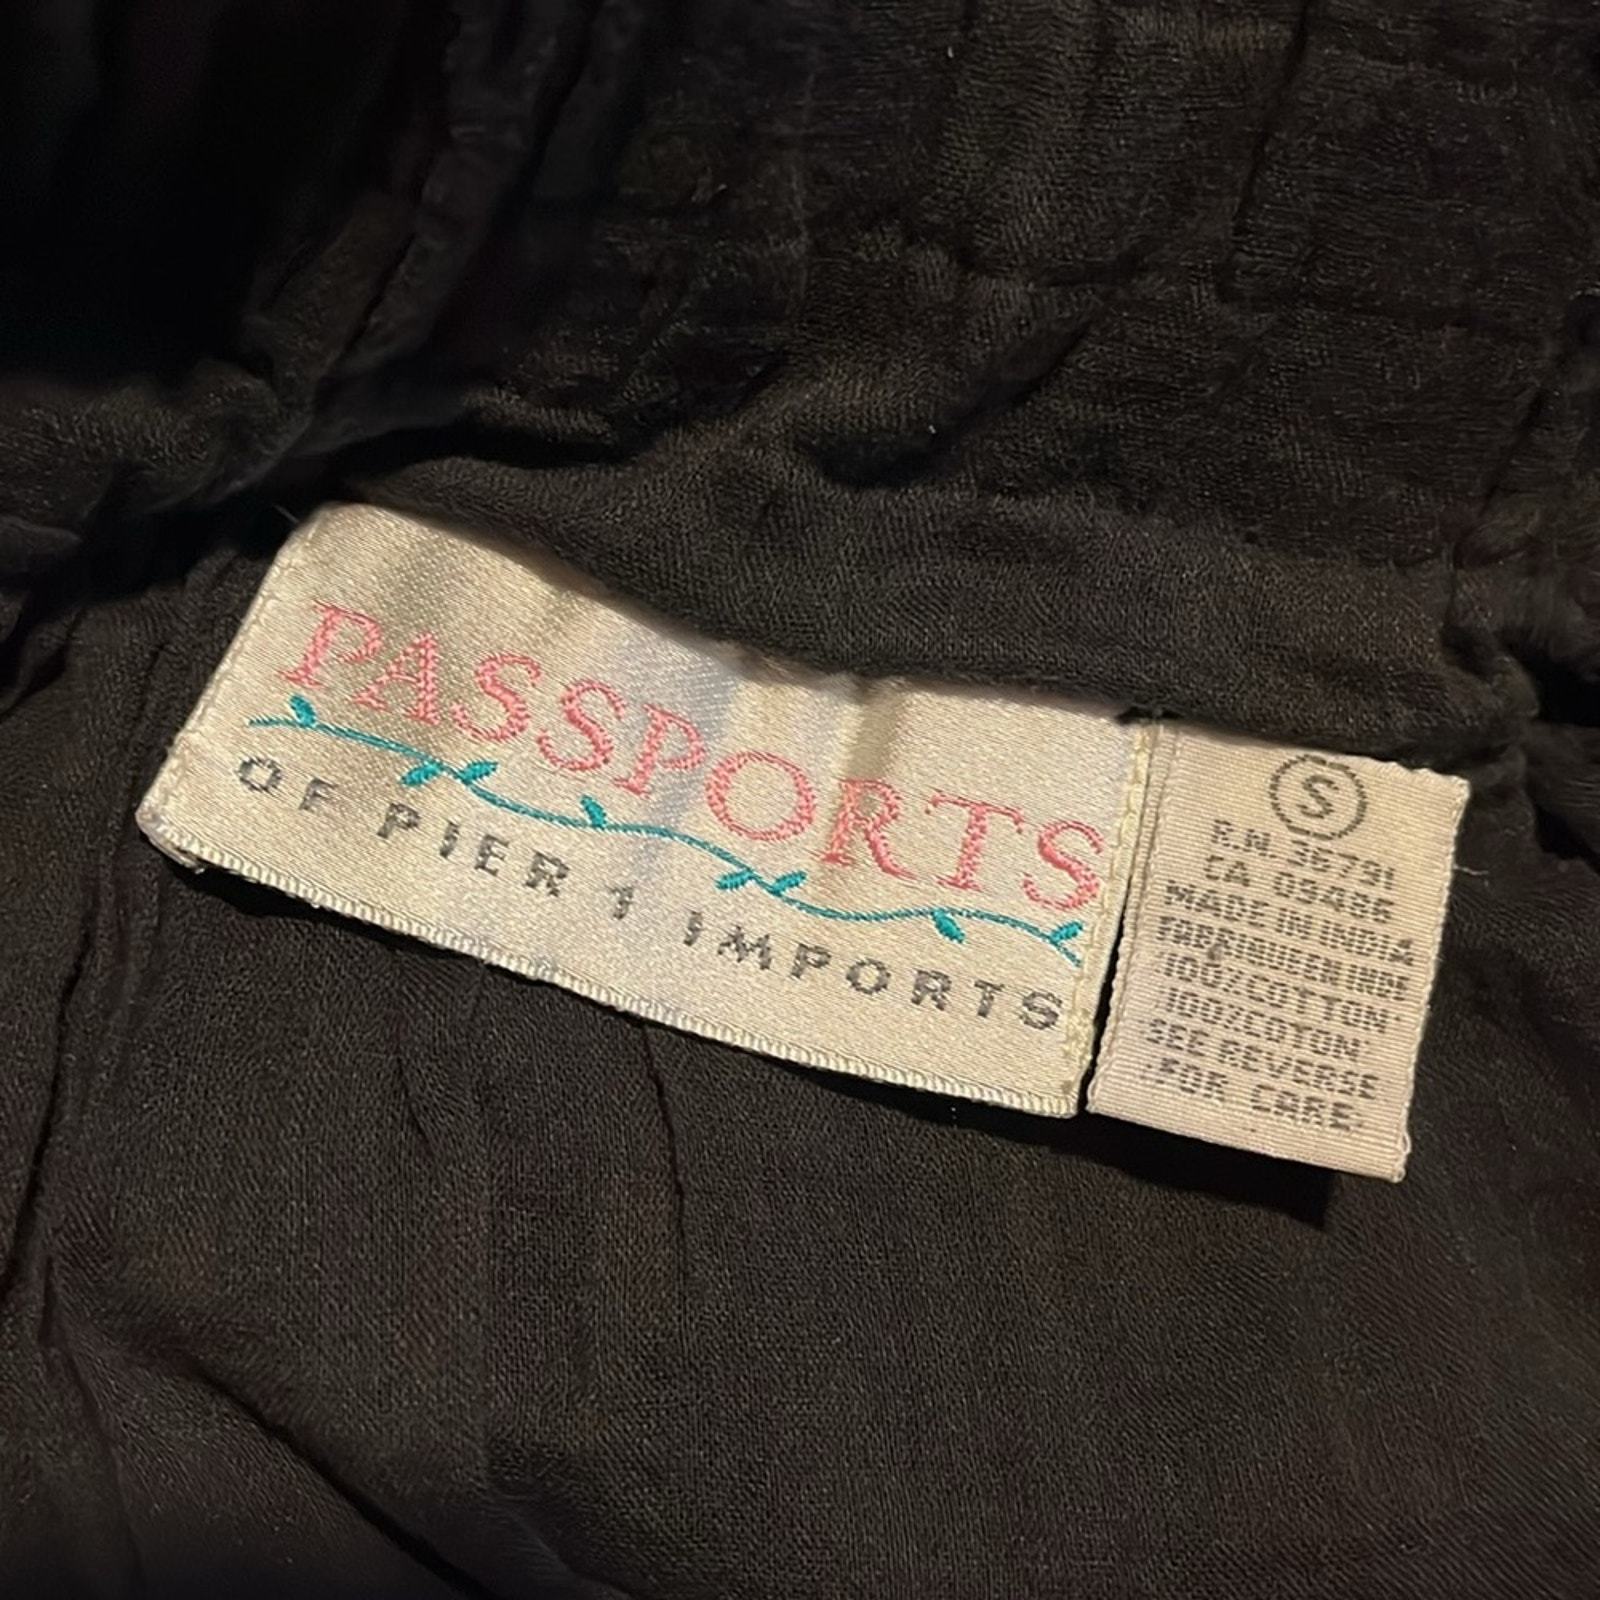 PASSPORTS
OF PIER 1 IMPORTS
S
R.N. 36791
CA 09486
MADE IN INDIA
FABRIQUE EN INDE
100% COTTON
100% COTON
SEE REVERSE
FOR CARE